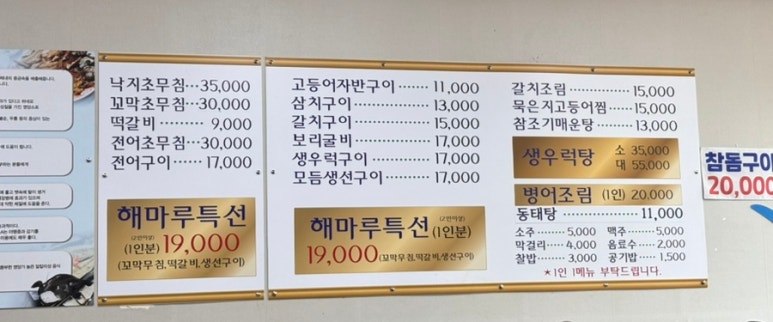 낙지초무침···35,000
꼬막초무침···30,000
떡갈비········ 9,000
전어초무침···30,000
전어구이······ 17,000
해마루특선
(2인이상)
(1인분) 19,000
(꼬막무침,떡갈비,생선구이)
고등어자반구이······· 11,000
삼치구이·············· 13,000
갈치구이·············· 15,000
보리굴비·············· 17,000
생우럭구이··········· 17,000
모듬생선구이········ 17,000
해마루특선 (2인이상) (1인분)
19,000 (꼬막무침,떡갈비,생선구이)
갈치조림············ 15,000
묵은지고등어찜······ 15,000
참조기매운탕········ 13,000
생우럭탕 소 35,000
대 55,000
병어조림 (1인) 20,000
동태탕 ·············· 11,000
소주 ······ 5,000 맥주 ······ 5,000
막걸리···· 4,000 음료수···· 2,000
찰밥 ······ 3,000 공기밥···· 1,500
★1인 1메뉴 부탁드립니다.
참돔구이
20,000